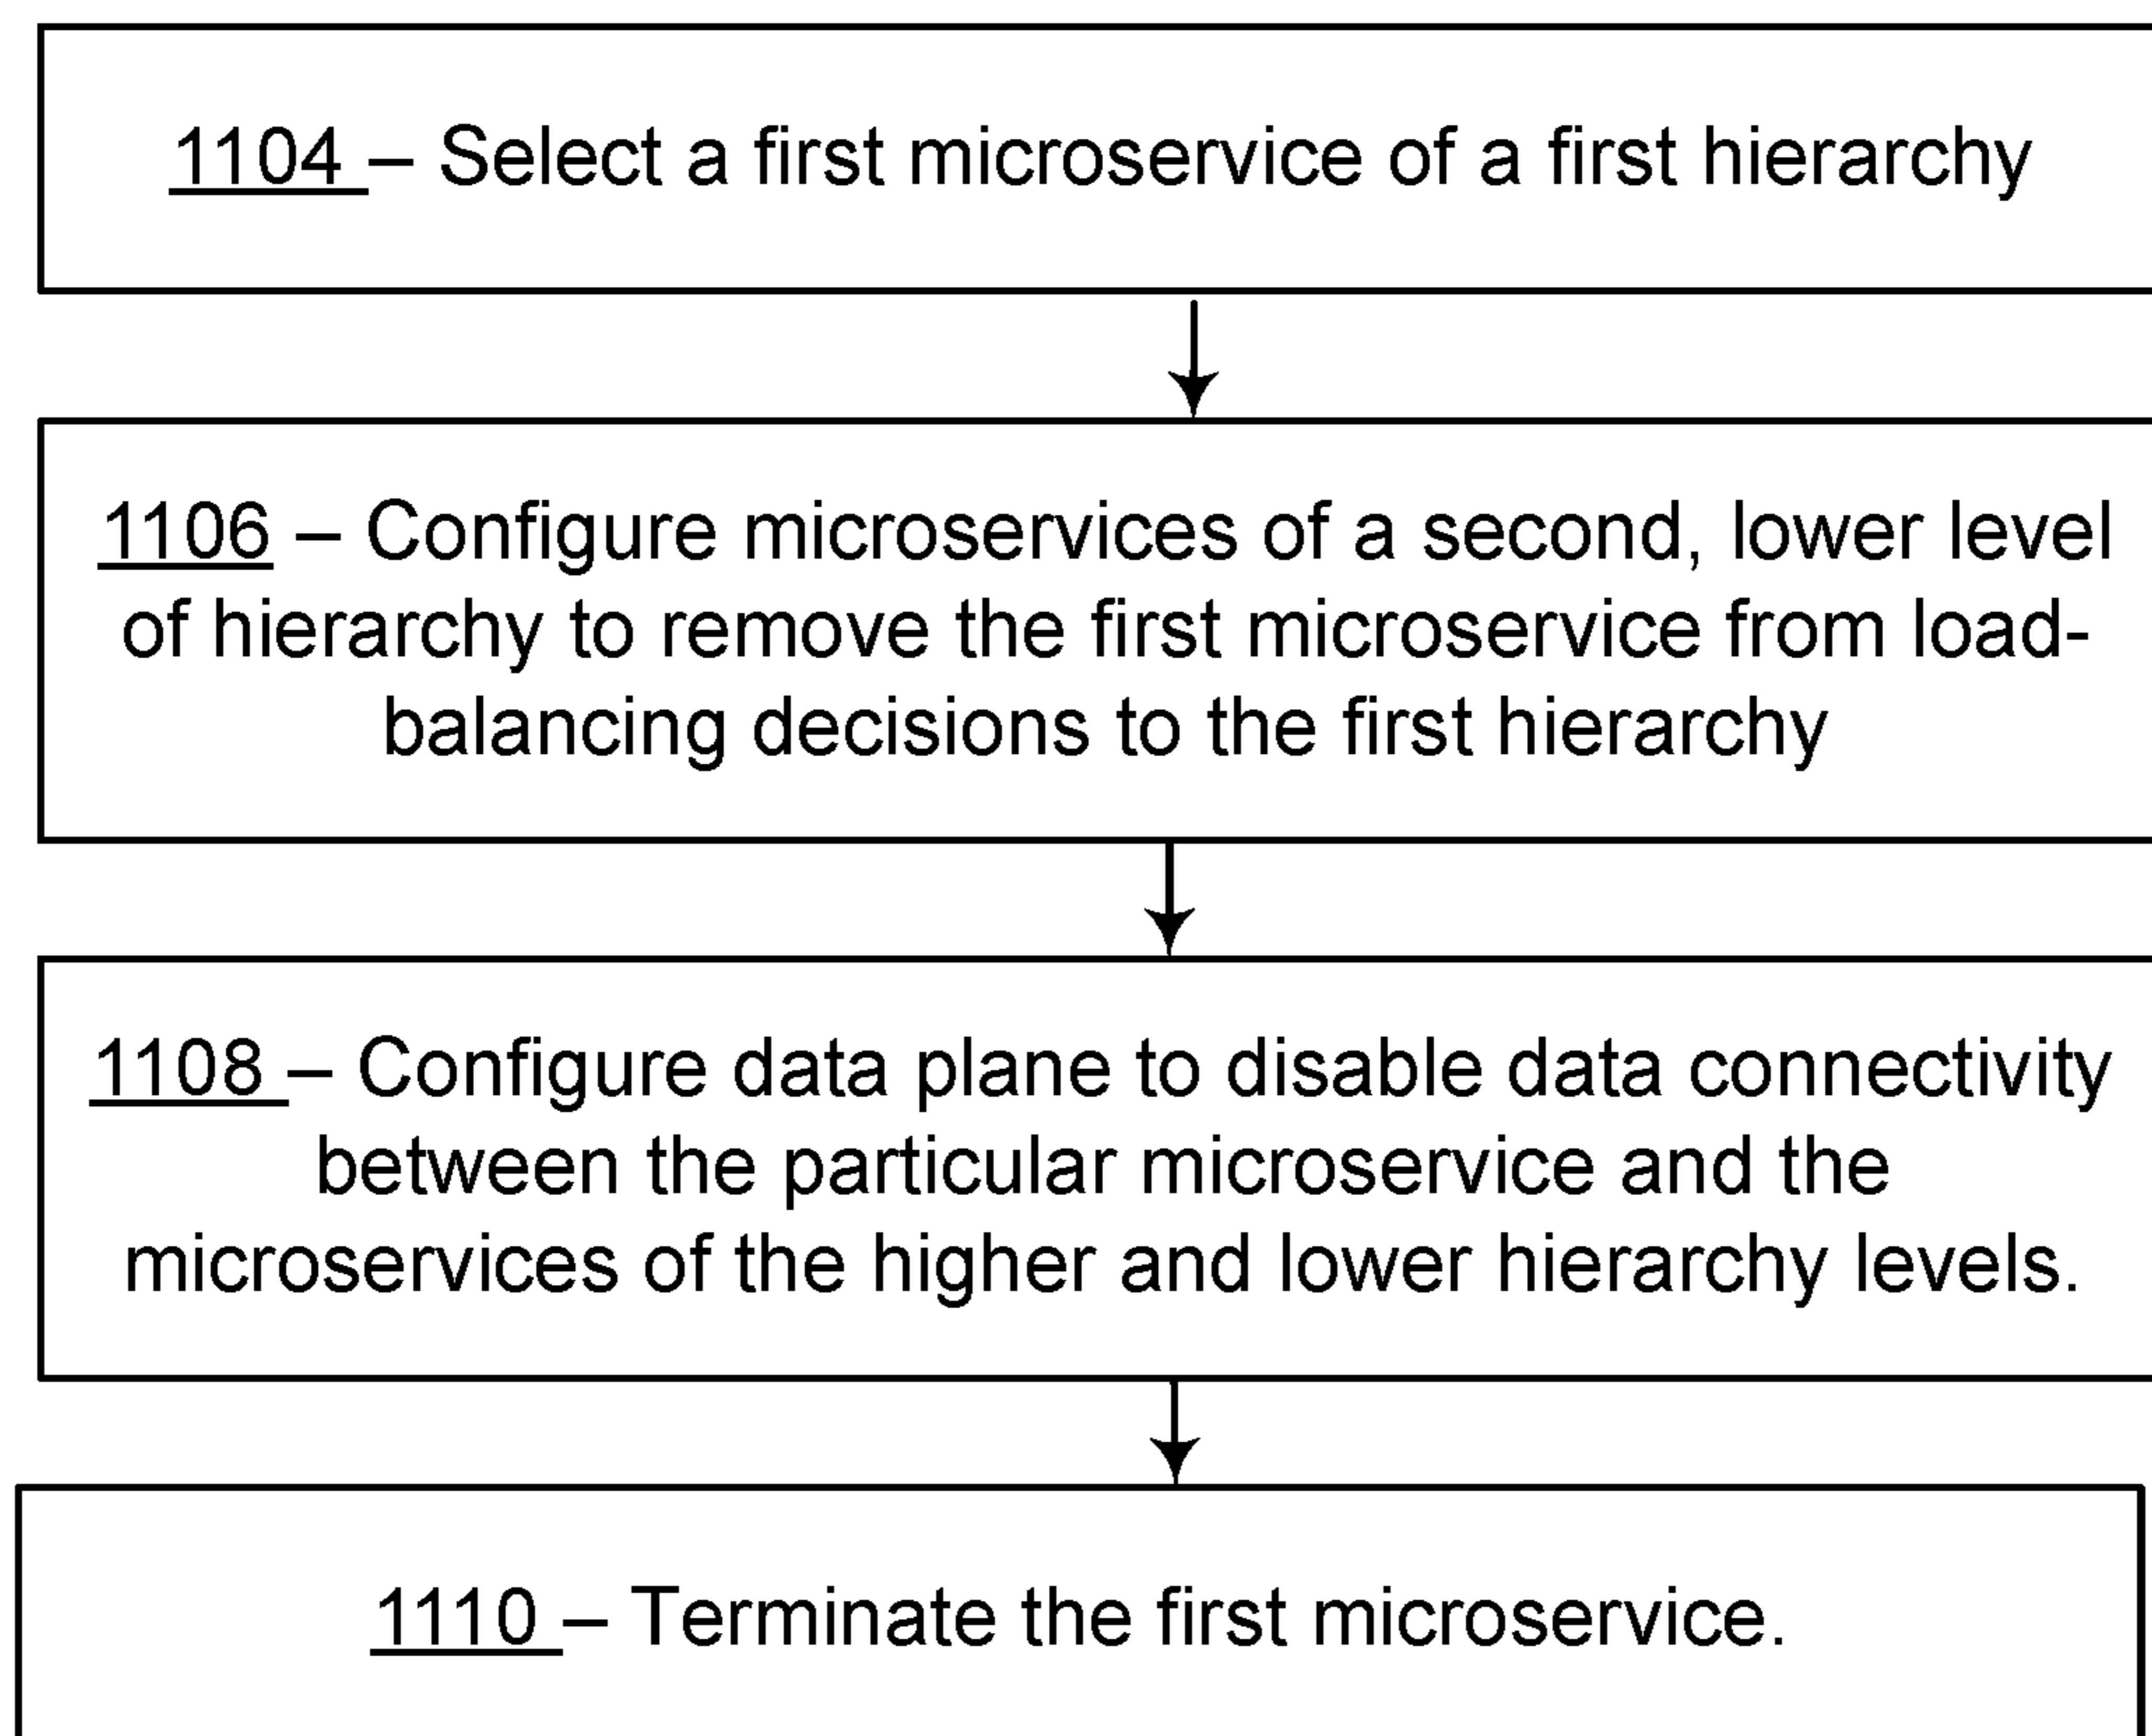 1104 – Select a first microservice of a first hierarchy
1106 – Configure microservices of a second, lower level
of hierarchy to remove the first microservice from load-
balancing decisions to the first hierarchy
1108 – Configure data plane to disable data connectivity
between the particular microservice and the
microservices of the higher and lower hierarchy levels.
1110 – Terminate the first microservice.